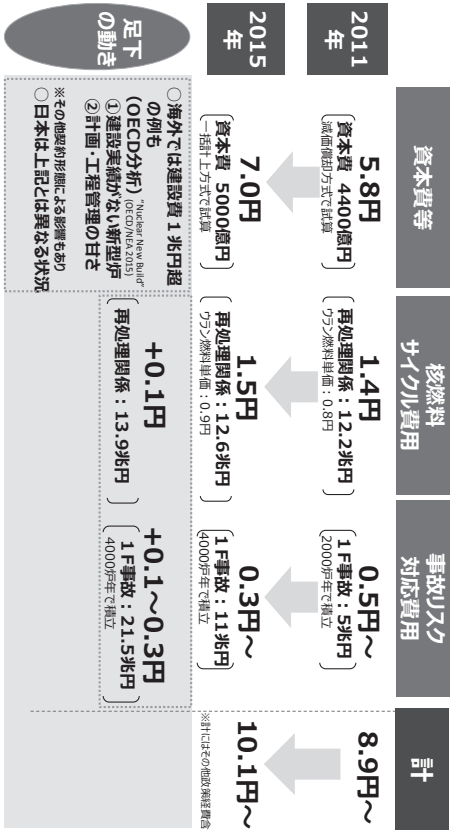 資本費等
核燃料
サイクル費用
事故リスク
対応費用
計
2011
年
5.8円
資本費 4400億円
減価償却方式で試算
1.4円
再処理関係：12.2兆円
ウラン燃料単価：0.8円
0.5円～
1F事故：5兆円
2000炉年で積立
8.9円～
2015
年
7.0円
資本費 5000億円
一括計上方式で試算
1.5円
再処理関係：12.6兆円
ウラン燃料単価：0.9円
0.3円～
1F事故：11兆円
4000炉年で積立
10.1円～
※計にはその他政策経費含
足下
の動き
○海外では建設費１兆円超
の例も
(OECD分析) "Nuclear New Build"
(OECD/NEA 2015)
①建設実績がない新型炉
②計画・工程管理の甘さ
※その他契約形態による影響もあり
○日本は上記とは異なる状況
+0.1円
再処理関係：13.9兆円
+0.1～0.3円
1F事故：21.5兆円
4000炉年で積立